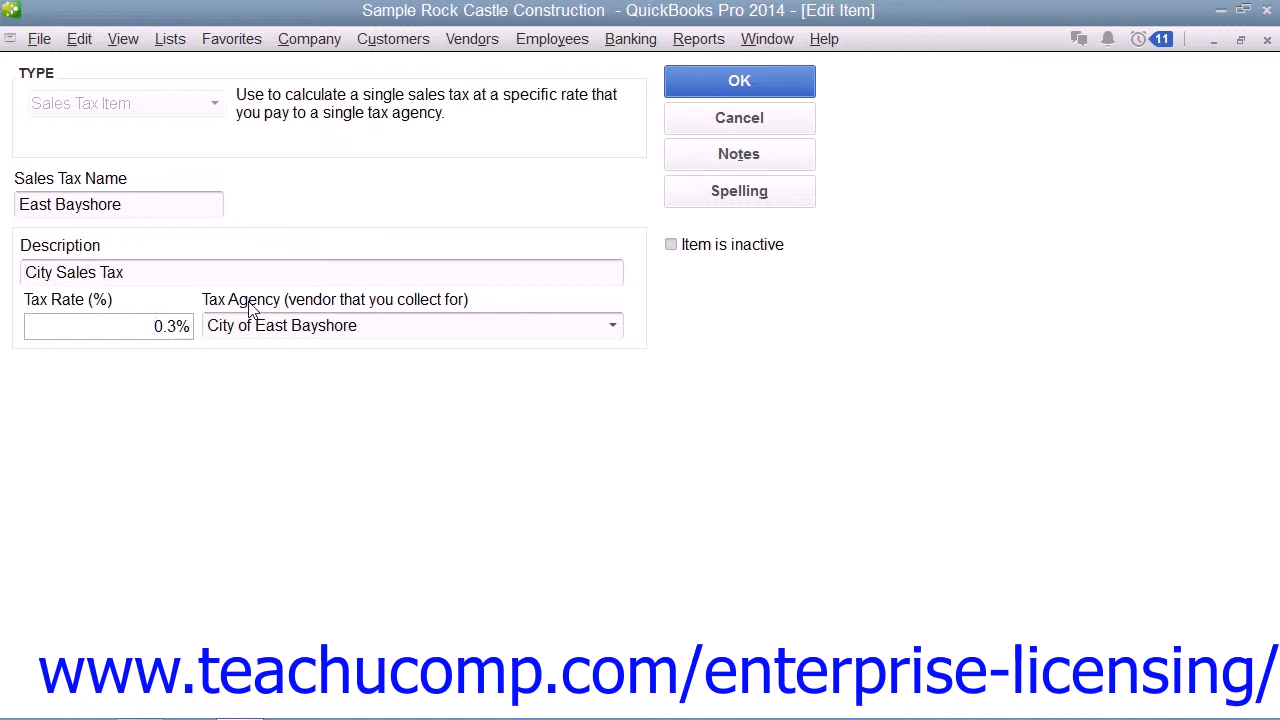 Sample Rock Castle Construction - QuickBooks Pro 2014 - [Edit Item]
File Edit View Lists Favorites Company Customers Vendors Employees Banking Reports Window Help 11
TYPE
Sales Tax Item
Use to calculate a single sales tax at a specific rate that
you pay to a single tax agency.
OK
Cancel
Notes
Spelling
Sales Tax Name
East Bayshore
Item is inactive
Description
City Sales Tax
Tax Rate (%) Tax Agency (vendor that you collect for)
0.3% City of East Bayshore
www.teachucomp.com/enterprise-licensing/